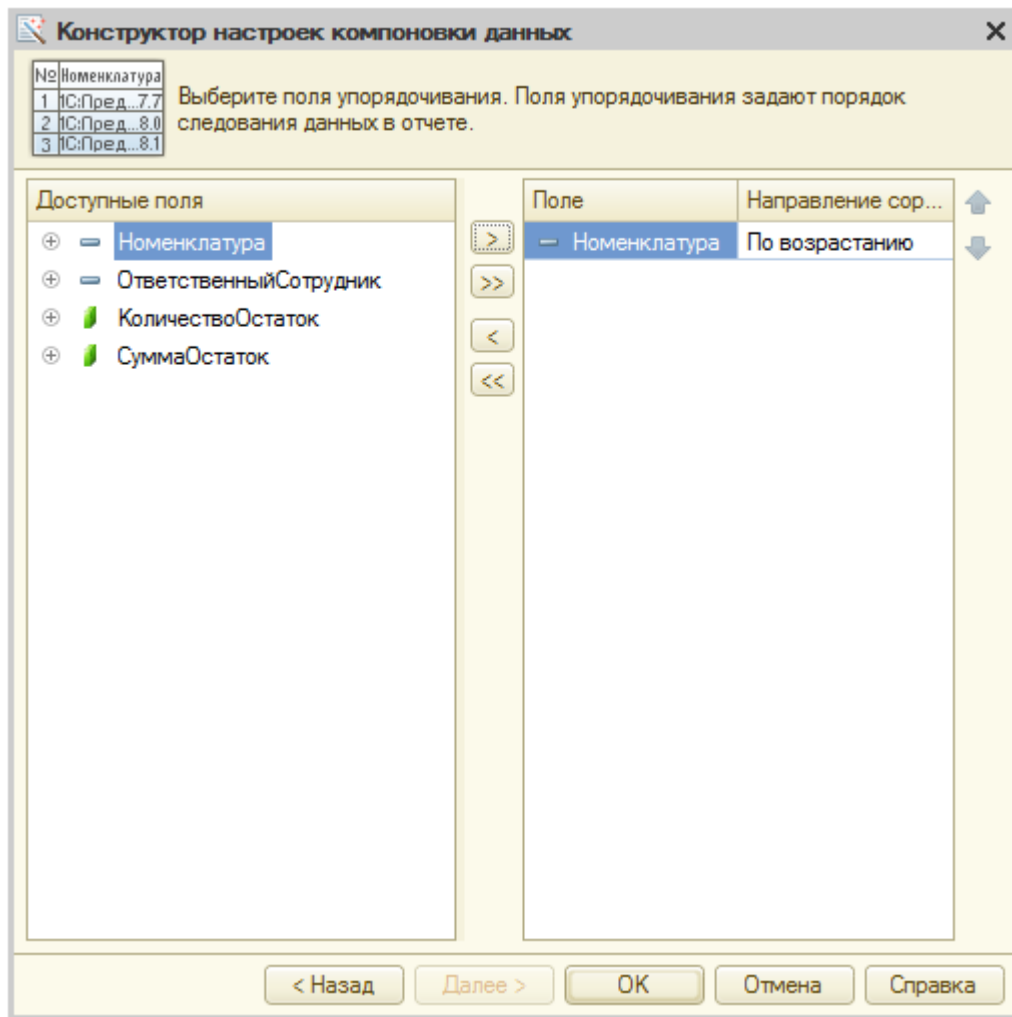 Конструктор настроек компоновки данных
№ Номенклатура
1 1С:Пред...7.7
2 1С:Пред...8.0
3 1С:Пред...8.1
Выберите поля упорядочивания. Поля упорядочивания задают порядок
следования данных в отчете.
Доступные поля
Номенклатура
ОтветственныйСотрудник
КоличествоОстаток
СуммаОстаток
>
>>
<
<<
Поле Направление сор...
Номенклатура По возрастанию
< Назад Далее > OK Отмена Справка